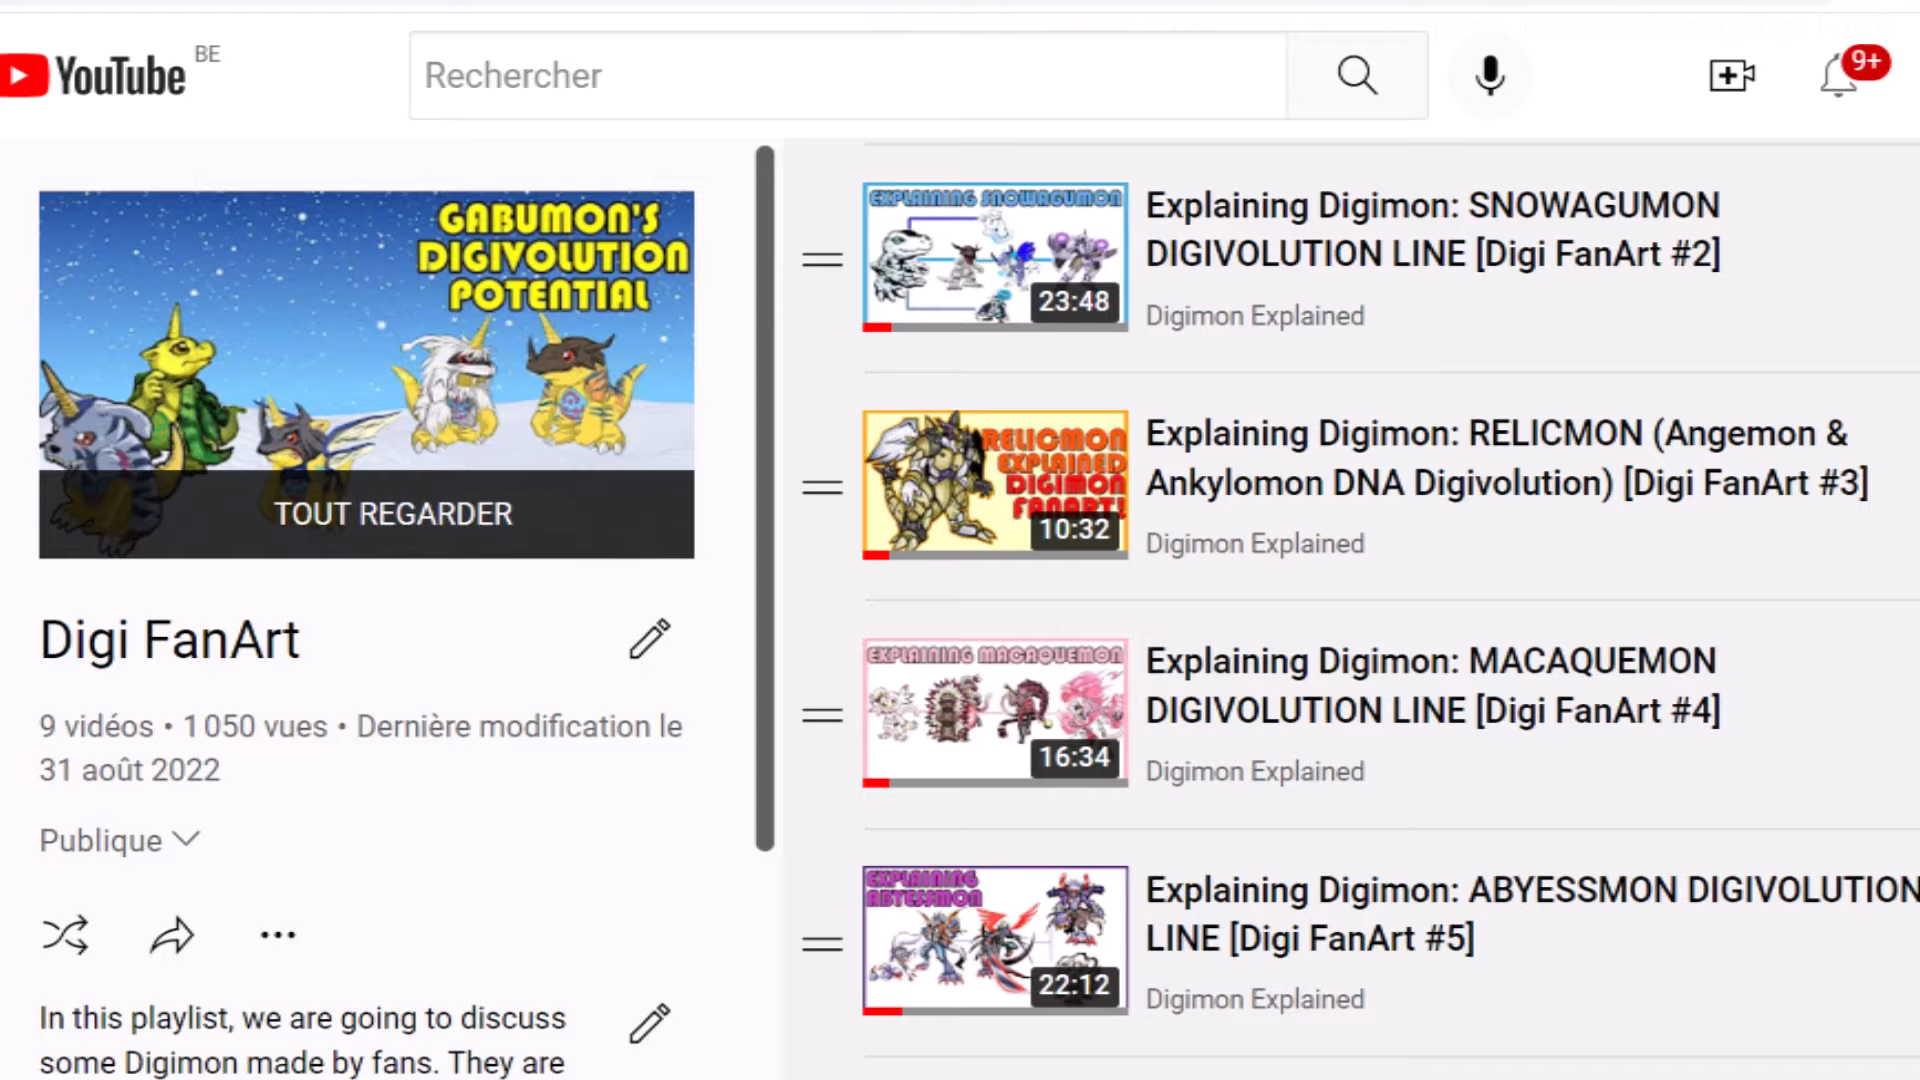 YouTube BE
Rechercher
9+
GABUMON'S
DIGIVOLUTION
POTENTIAL
TOUT REGARDER
Digi FanArt
9 vidéos • 1 050 vues • Dernière modification le
31 août 2022
Publique
In this playlist, we are going to discuss
some Digimon made by fans. They are
EXPLAINING SNOWAGUMON
23:48
Explaining Digimon: SNOWAGUMON
DIGIVOLUTION LINE [Digi FanArt #2]
Digimon Explained
RELICMON
EXPLAINED
DIGIMON
FANART!
10:32
Explaining Digimon: RELICMON (Angemon &
Ankylomon DNA Digivolution) [Digi FanArt #3]
Digimon Explained
EXPLAINING MACAQUEMON
16:34
Explaining Digimon: MACAQUEMON
DIGIVOLUTION LINE [Digi FanArt #4]
Digimon Explained
EXPLAINING
ABYESSMON
22:12
Explaining Digimon: ABYESSMON DIGIVOLUTION
LINE [Digi FanArt #5]
Digimon Explained